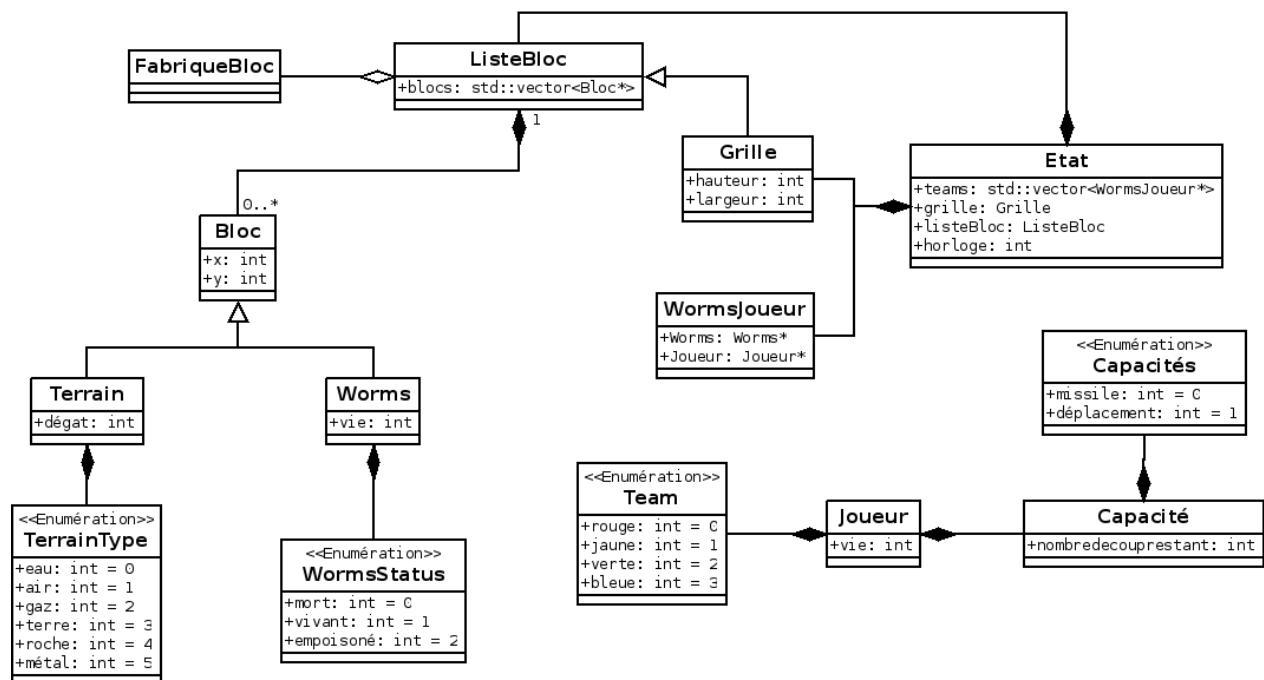 FabriqueBloc
ListeBloc
+blocs: std::vector<Bloc*>
1
0..*
Grille
+hauteur: int
+largeur: int
Etat
+teams: std::vector<WormsJoueur*>
+grille: Grille
+listeBloc: ListeBloc
+horloge: int
Bloc
+x: int
+y: int
WormsJoueur
+Worms: Worms*
+Joueur: Joueur*
<<Enumération>>
Capacités
+missile: int = 0
+déplacement: int = 1
Terrain
+dégat: int
Worms
+vie: int
<<Enumération>>
Team
+rouge: int = 0
+jaune: int = 1
+verte: int = 2
+bleue: int = 3
Joueur
+vie: int
Capacité
+nombredecouprestant: int
<<Enumération>>
TerrainType
+eau: int = 0
+air: int = 1
+gaz: int = 2
+terre: int = 3
+roche: int = 4
+métal: int = 5
<<Enumération>>
WormsStatus
+mort: int = 0
+vivant: int = 1
+empoisoné: int = 2